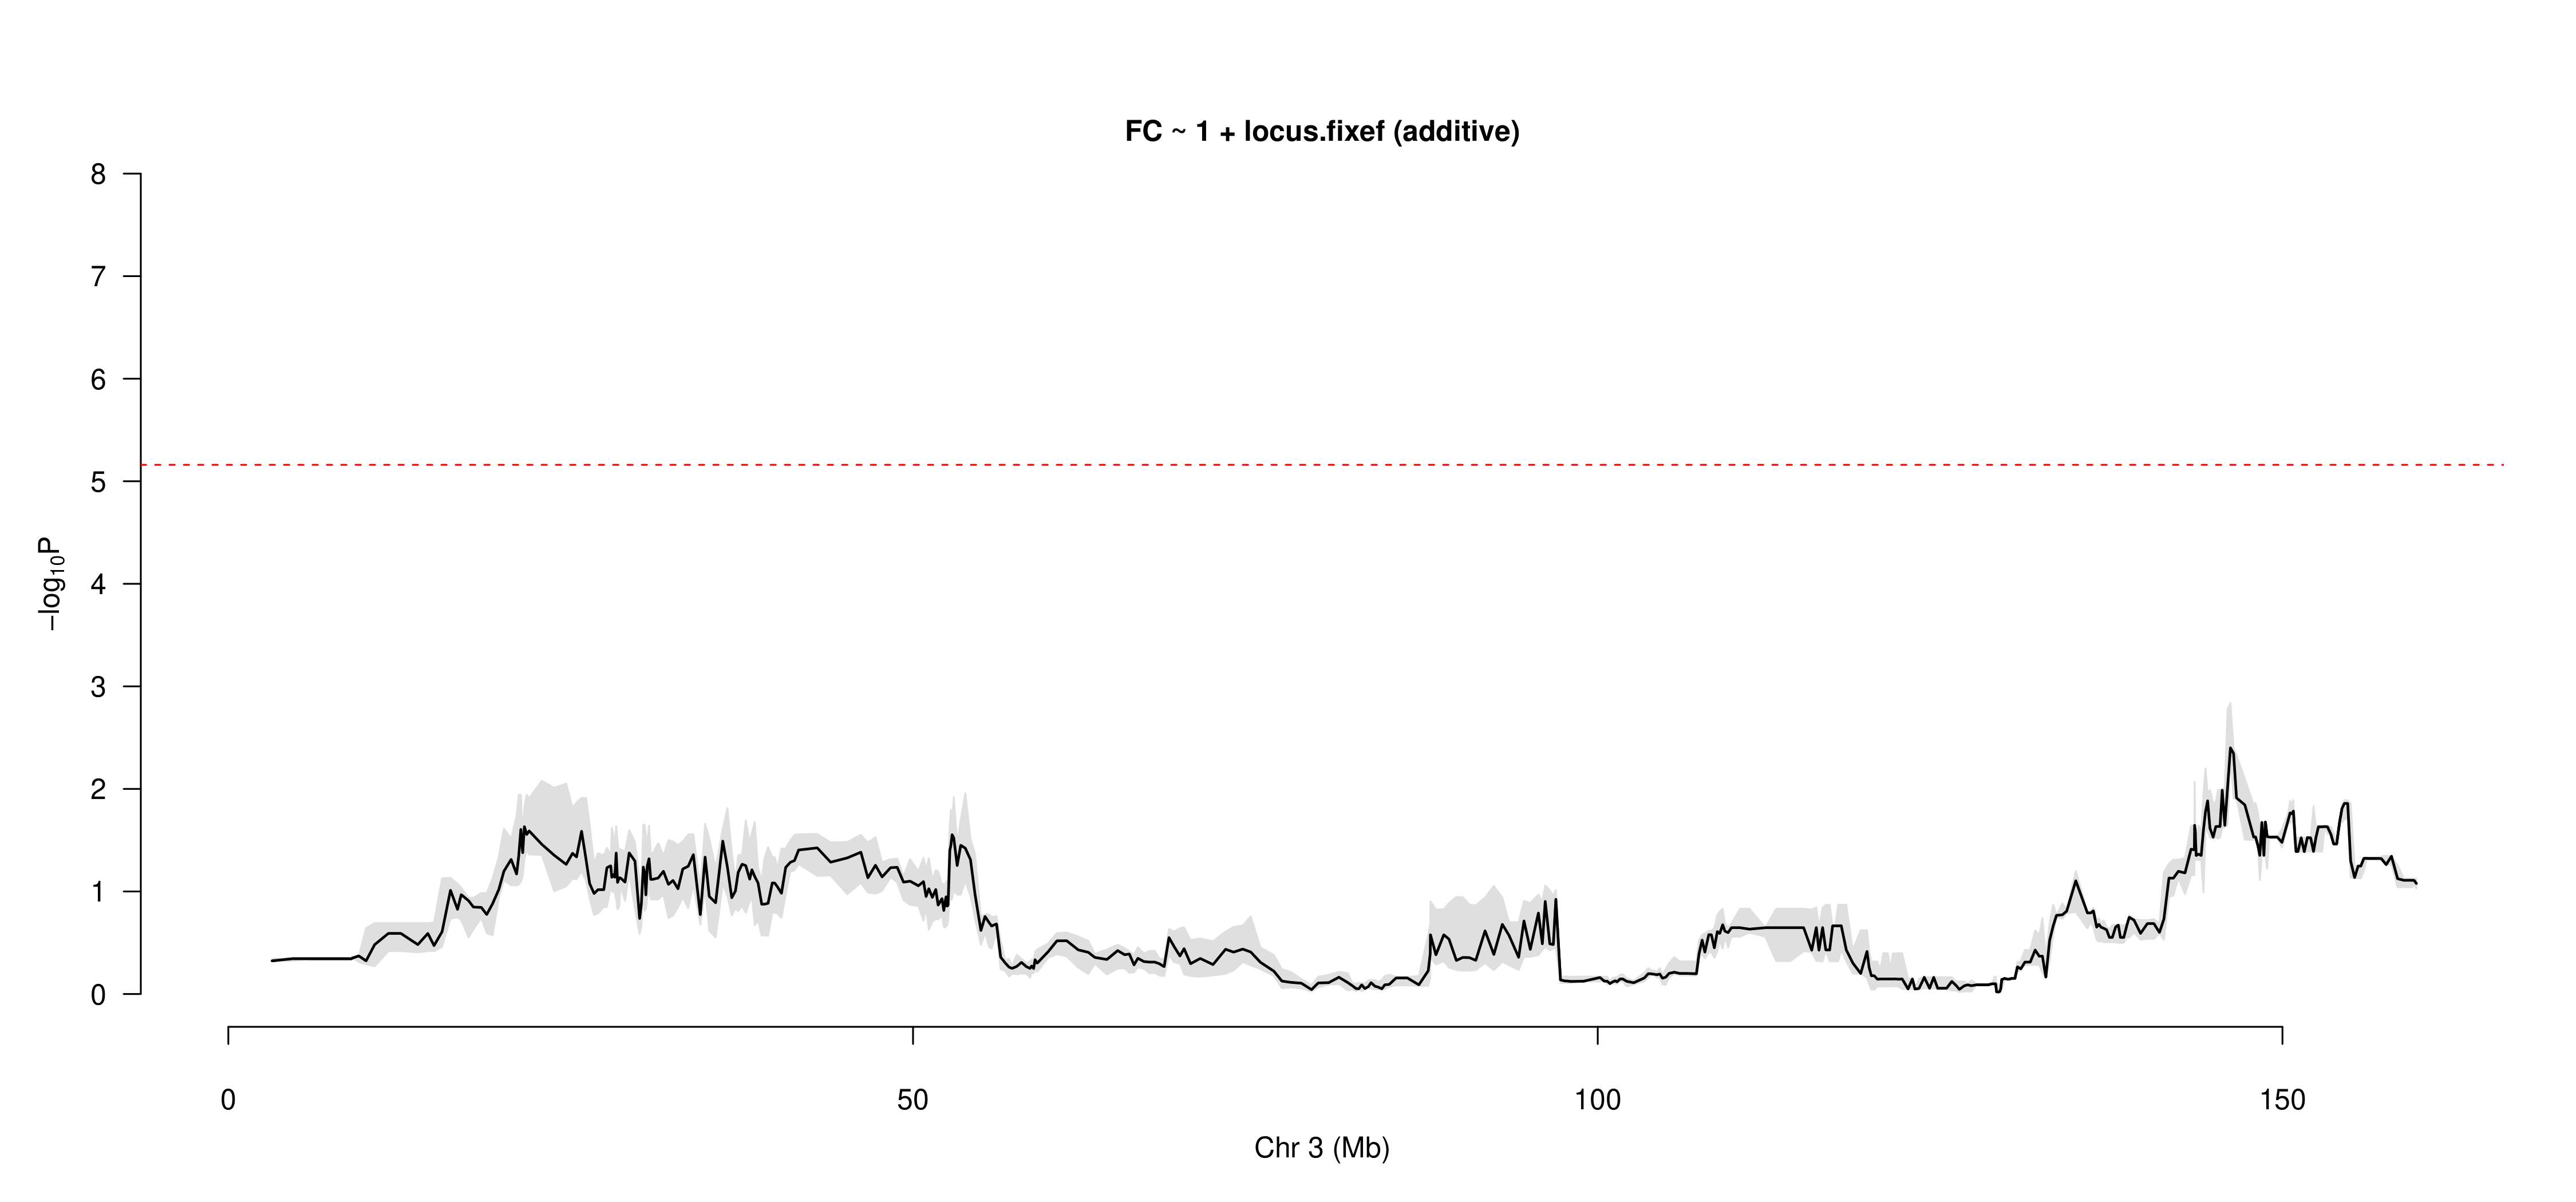 FC ~ 1 + locus.fixef (additive)
8
7
6
5
4
3
2
1
0
−log10P
0 50 100 150
Chr 3 (Mb)